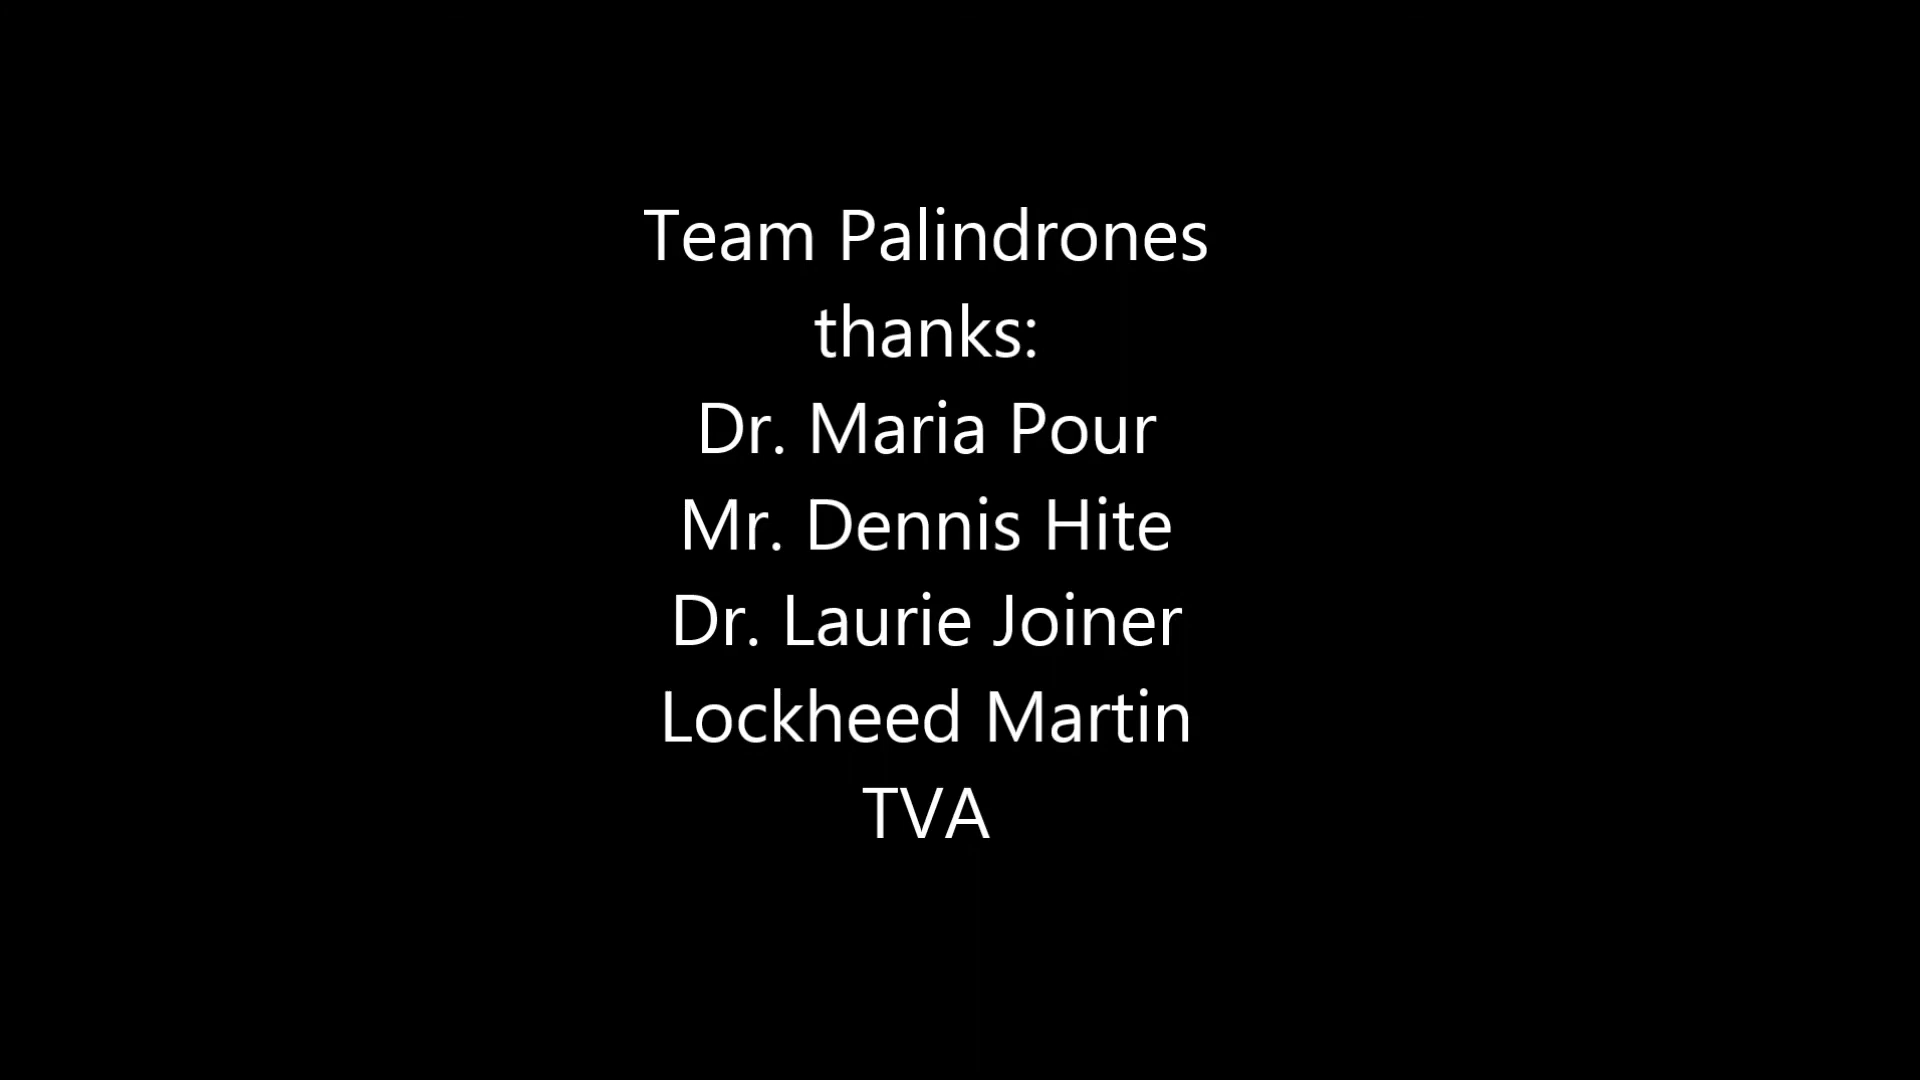 Team Palindrones
thanks:
Dr. Maria Pour
Mr. Dennis Hite
Dr. Laurie Joiner
Lockheed Martin
TVA